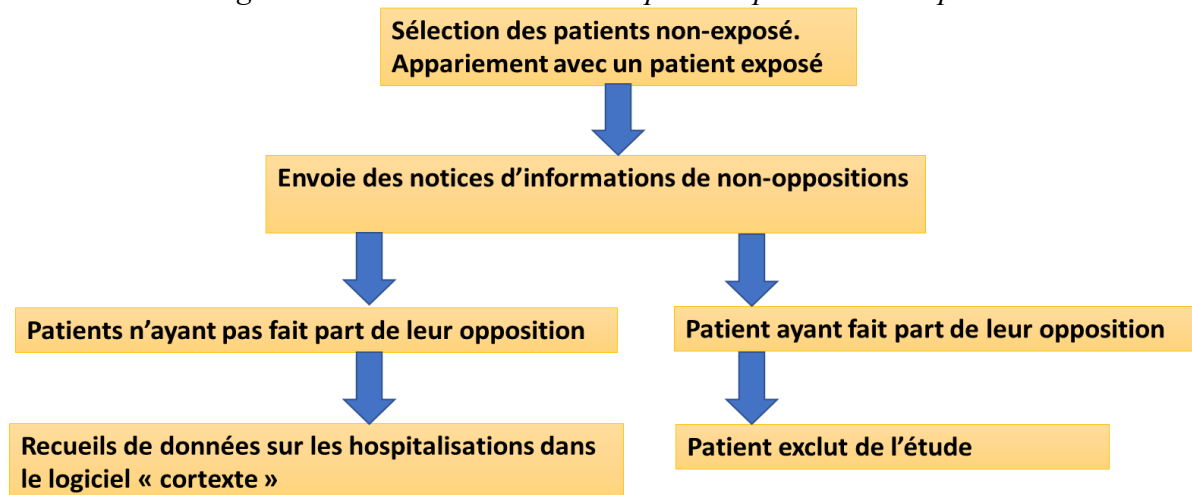 Sélection des patients non-exposé.
Appariement avec un patient exposé
Envoie des notices d’informations de non-oppositions
Patients n’ayant pas fait part de leur opposition
Patient ayant fait part de leur opposition
Recueils de données sur les hospitalisations dans
le logiciel « cortexte »
Patient exclut de l’étude